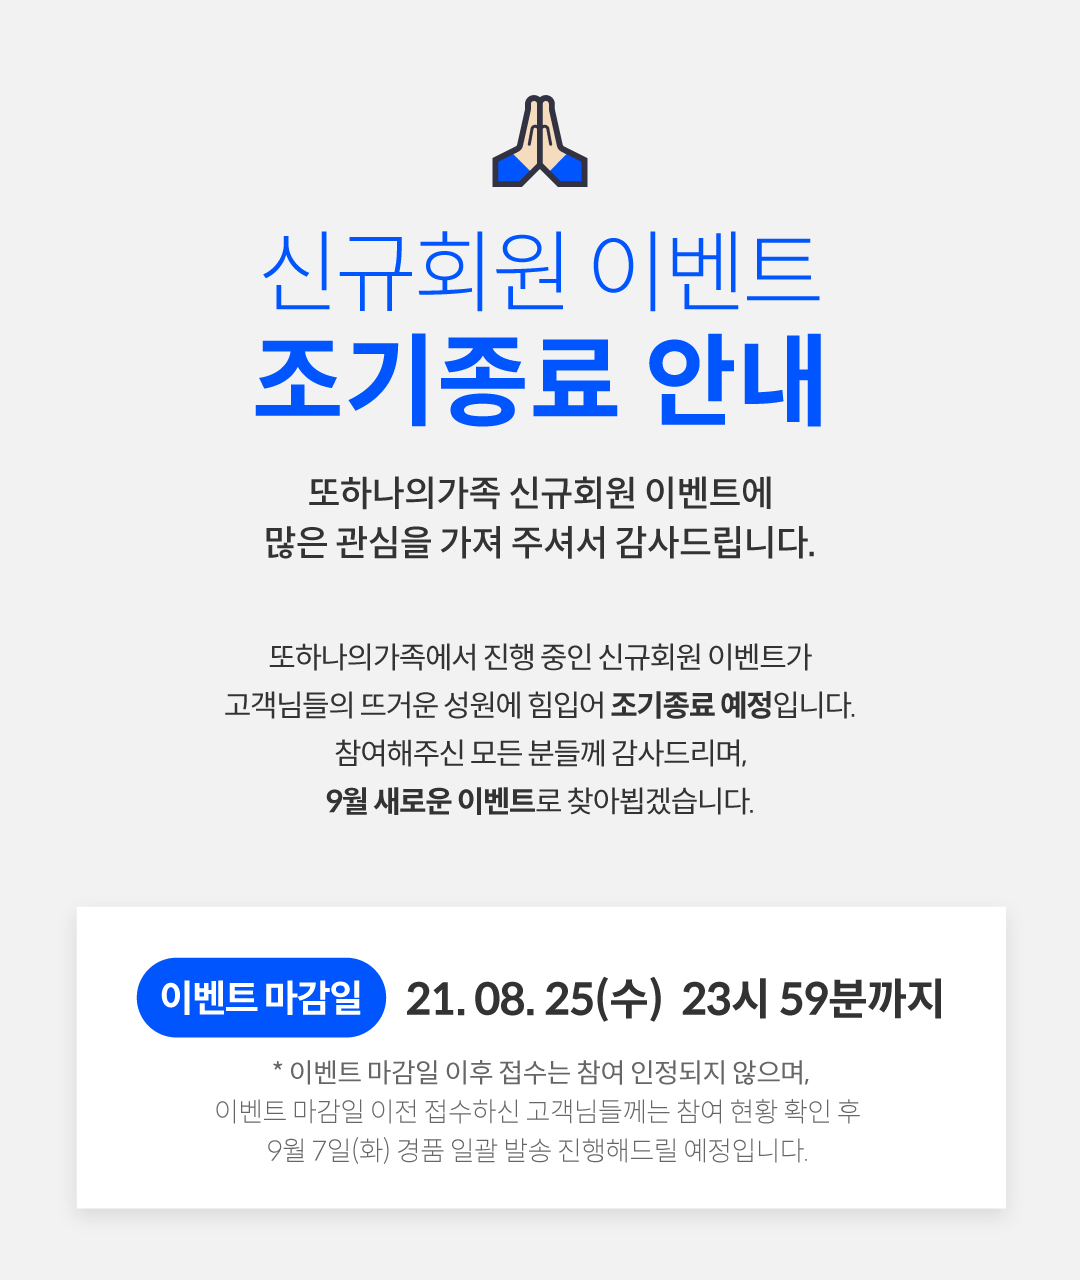 신규회원 이벤트
조기종료 안내
또하나의가족 신규회원 이벤트에
많은 관심을 가져 주셔서 감사드립니다.
또하나의가족에서 진행 중인 신규회원 이벤트가
고객님들의 뜨거운 성원에 힘입어 조기종료 예정입니다.
참여해주신 모든 분들께 감사드리며,
9월 새로운 이벤트로 찾아뵙겠습니다.
이벤트 마감일 21. 08. 25(수) 23시 59분까지
* 이벤트 마감일 이후 접수는 참여 인정되지 않으며,
이벤트 마감일 이전 접수하신 고객님들께는 참여 현황 확인 후
9월 7일(화) 경품 일괄 발송 진행해드릴 예정입니다.